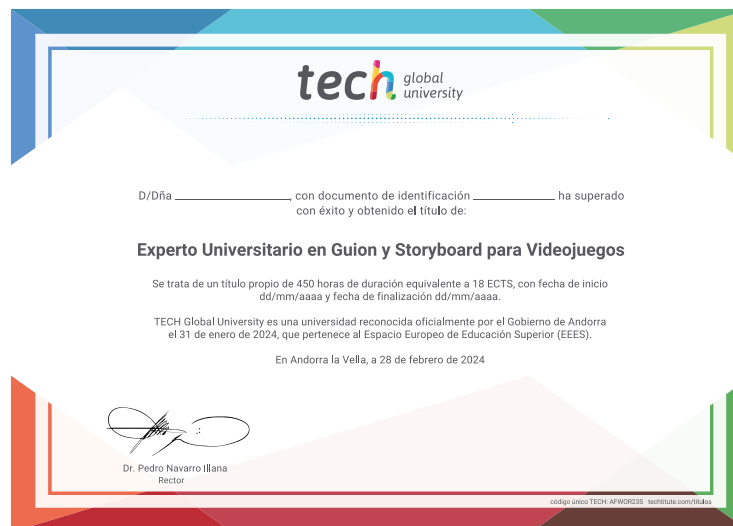 tech global university
D/Dña ______________________, con documento de identificación ______________ ha superado
con éxito y obtenido el título de:
Experto Universitario en Guion y Storyboard para Videojuegos
Se trata de un título propio de 450 horas de duración equivalente a 18 ECTS, con fecha de inicio
dd/mm/aaaa y fecha de finalización dd/mm/aaaa.
TECH Global University es una universidad reconocida oficialmente por el Gobierno de Andorra
el 31 de enero de 2024, que pertenece al Espacio Europeo de Educación Superior (EEES).
En Andorra la Vella, a 28 de febrero de 2024
Dr. Pedro Navarro Illana
Rector
código único TECH: AFWOR23S techtitute.com/titulos